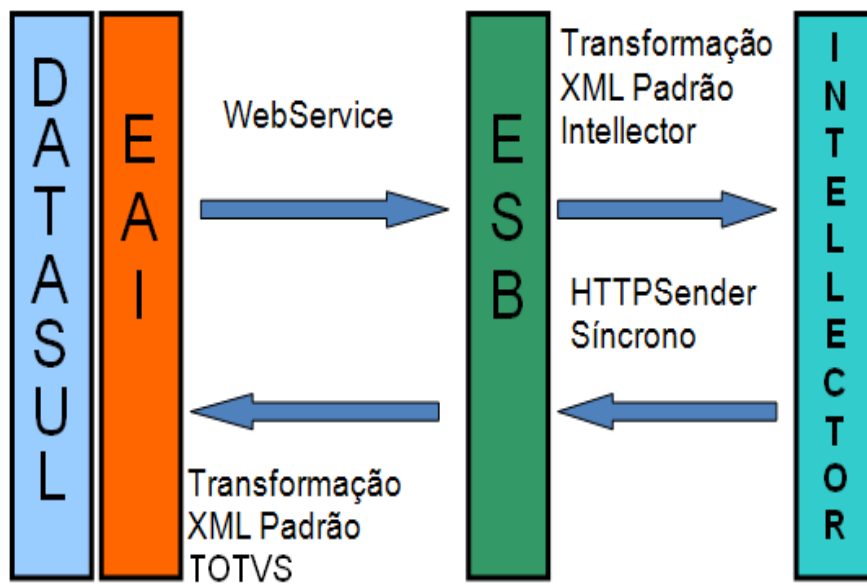 DATASUL
EAI
WebService
ESB
Transformação
XML Padrão
Intellector
INTELLECTOR
HTTPSender
Síncrono
Transformação
XML Padrão
TOTVS